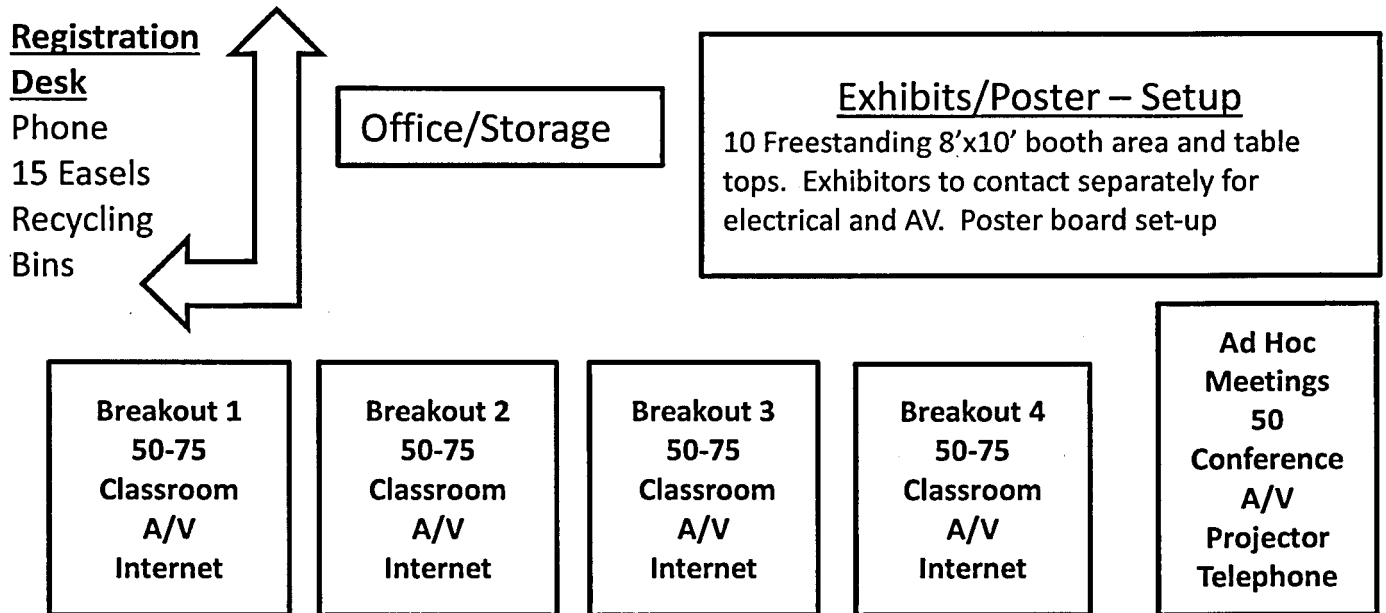 Registration
Desk
Phone
15 Easels
Recycling
Bins
Office/Storage
Exhibits/Poster – Setup
10 Freestanding 8'x10' booth area and table
tops. Exhibitors to contact separately for
electrical and AV. Poster board set-up
Breakout 1
50-75
Classroom
A/V
Internet
Breakout 2
50-75
Classroom
A/V
Internet
Breakout 3
50-75
Classroom
A/V
Internet
Breakout 4
50-75
Classroom
A/V
Internet
Ad Hoc
Meetings
50
Conference
A/V
Projector
Telephone